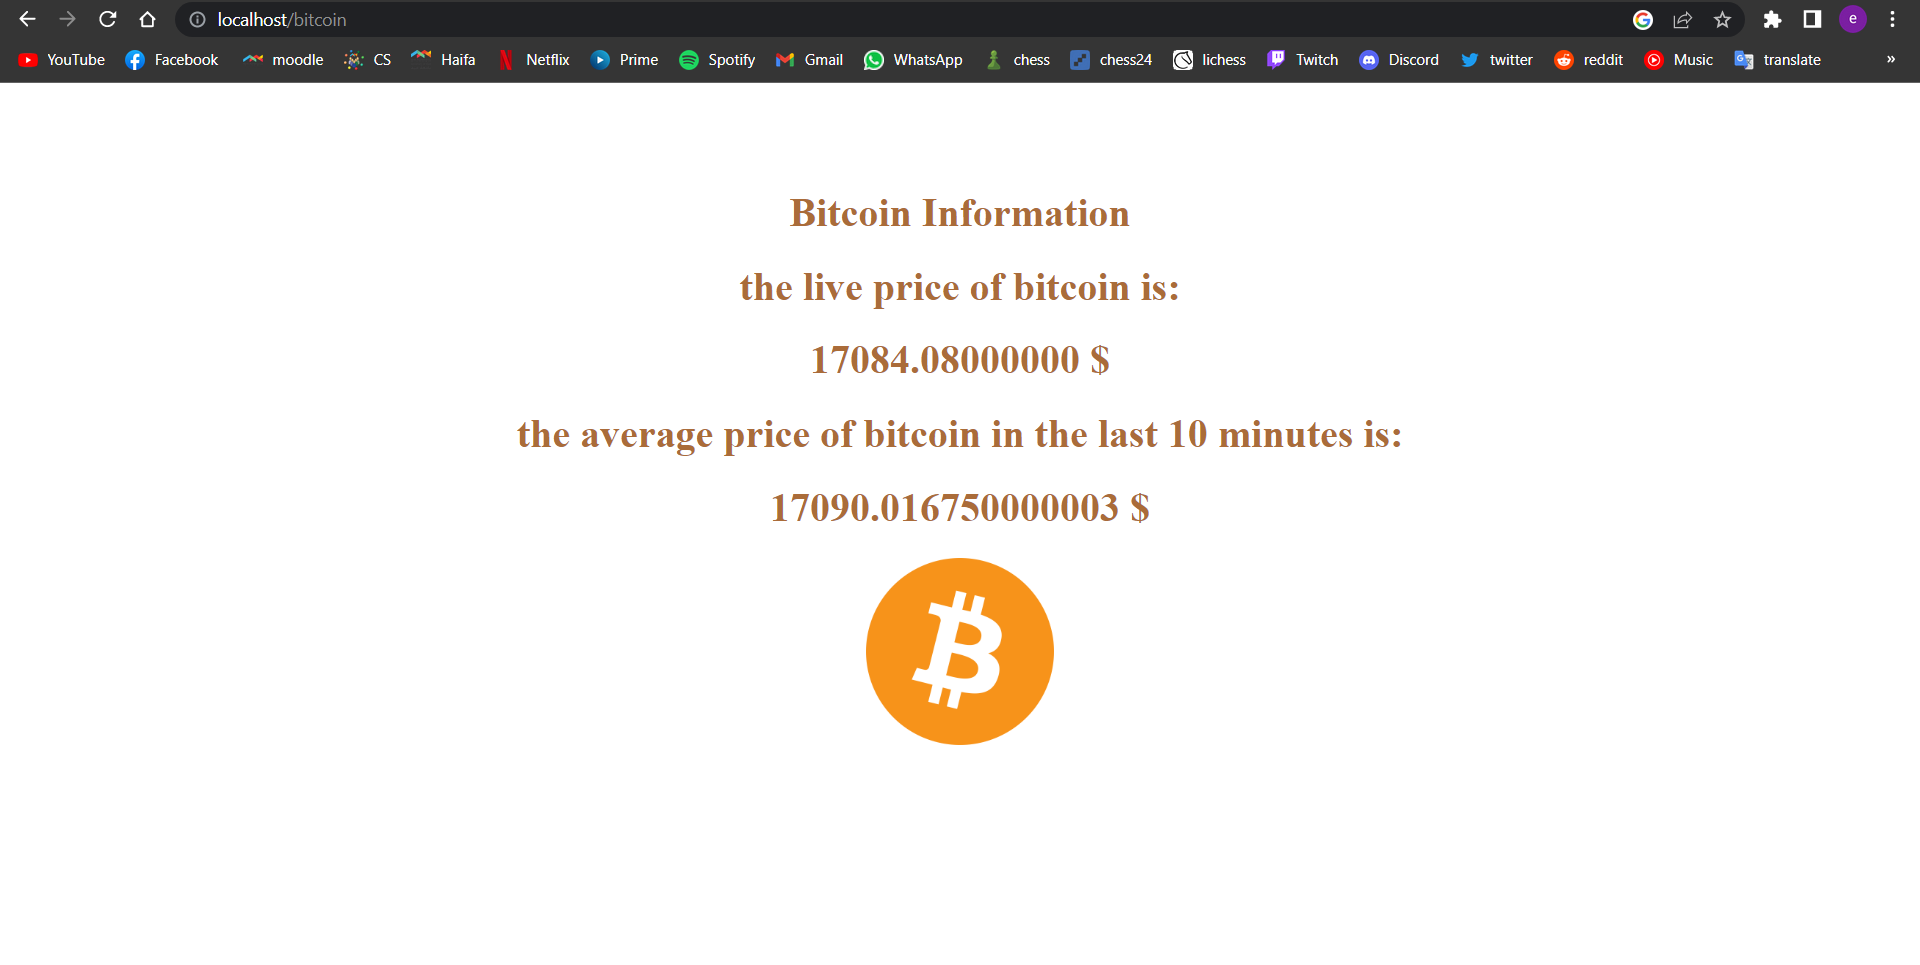 localhost/bitcoin
e
YouTube Facebook moodle CS Haifa Netflix Prime Spotify Gmail WhatsApp chess chess24 lichess Twitch Discord twitter reddit Music translate »
Bitcoin Information
the live price of bitcoin is:
17084.08000000 $
the average price of bitcoin in the last 10 minutes is:
17090.016750000003 $